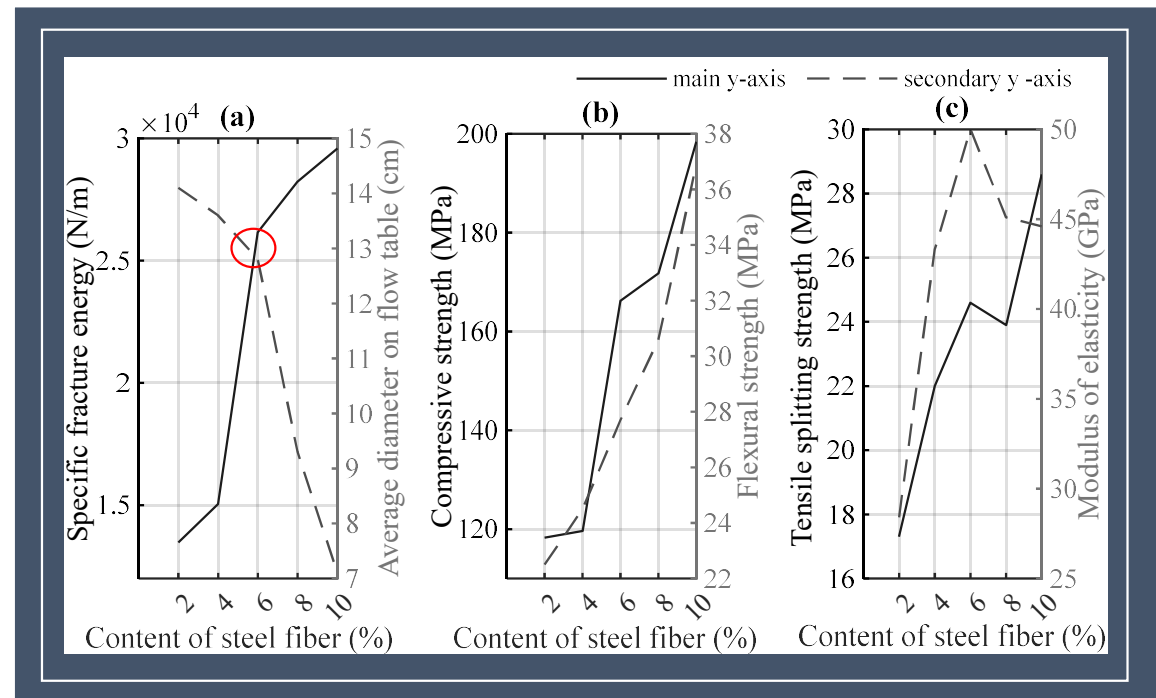 main y-axis
secondary y -axis
(a)
×10⁴
3
2.5
2
1.5
Specific fracture energy (N/m)
15
14
13
12
11
10
9
8
7
Average diameter on flow table (cm)
2 4 6 8 10
Content of steel fiber (%)
(b)
200
180
160
140
120
Compressive strength (MPa)
38
36
34
32
30
28
26
24
22
Flexural strength (MPa)
2 4 6 8 10
Content of steel fiber (%)
(c)
30
28
26
24
22
20
18
16
Tensile splitting strength (MPa)
50
45
40
35
30
25
Modulus of elasticity (GPa)
2 4 6 8 10
Content of steel fiber (%)